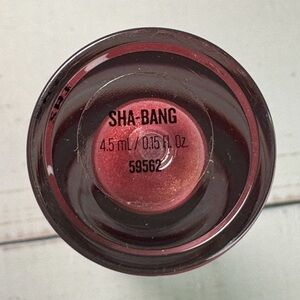 SHA-BANG
4.5 mL / 0.15 fl. Oz.
59562